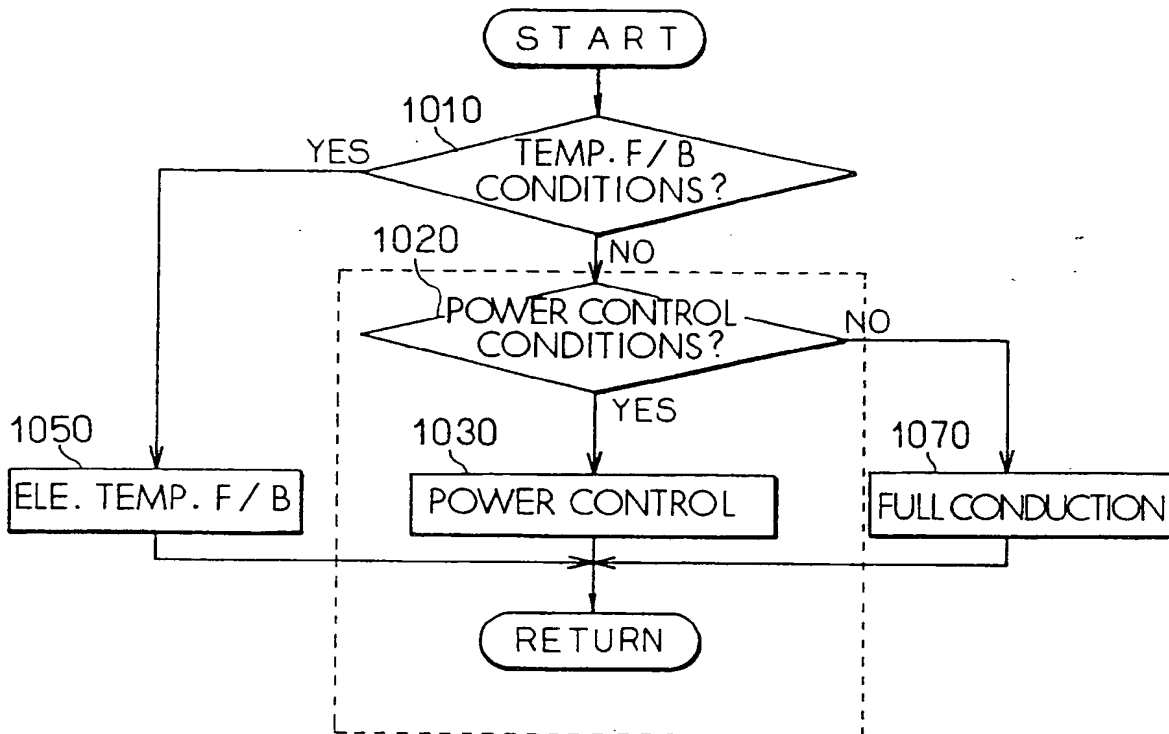 START
1010
YES
TEMP. F/B
CONDITIONS?
1020
NO
POWER CONTROL
CONDITIONS?
NO
YES
1050
1030
1070
ELE. TEMP. F/B
POWER CONTROL
FULL CONDUCTION
RETURN